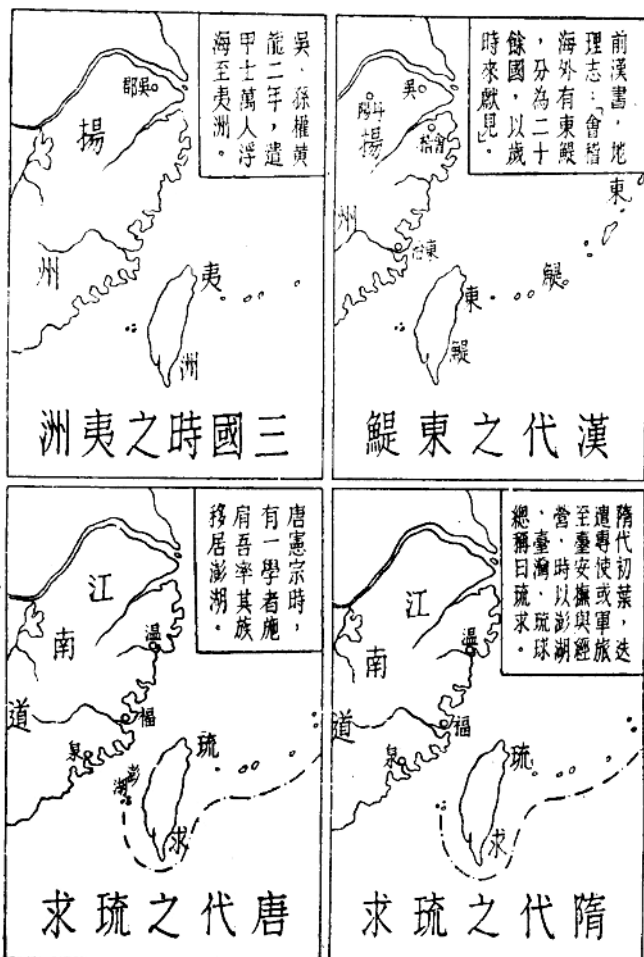 前漢書，地
理志：「會稽
海外有東鯷
，分為二十
餘國，以歲
時來獻見」。
吳
丹陽
會稽
揚州
東冶
東鯷
東鯷
漢代之東鯷
吳．孫權黃
龍二年，遣
甲士萬人浮
海至夷洲。
吳郡
揚州
夷洲
三國時之夷洲
隋代初葉，迭
遣專使或軍旅
至臺安撫與經
營，時以澎湖
、臺灣、琉球
總稱曰琉求。
江南道
溫
福
泉
琉求
隋代之琉求
唐憲宗時，
有一學者施
肩吾率其族
移居澎湖。
江南道
溫
福
泉
澎湖
琉求
唐代之琉求